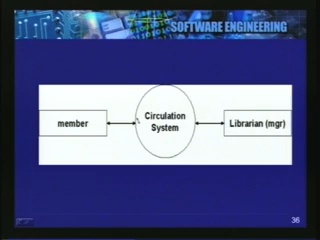 SOFTWARE ENGINEERING
member
Circulation
System
Librarian (mgr)
36